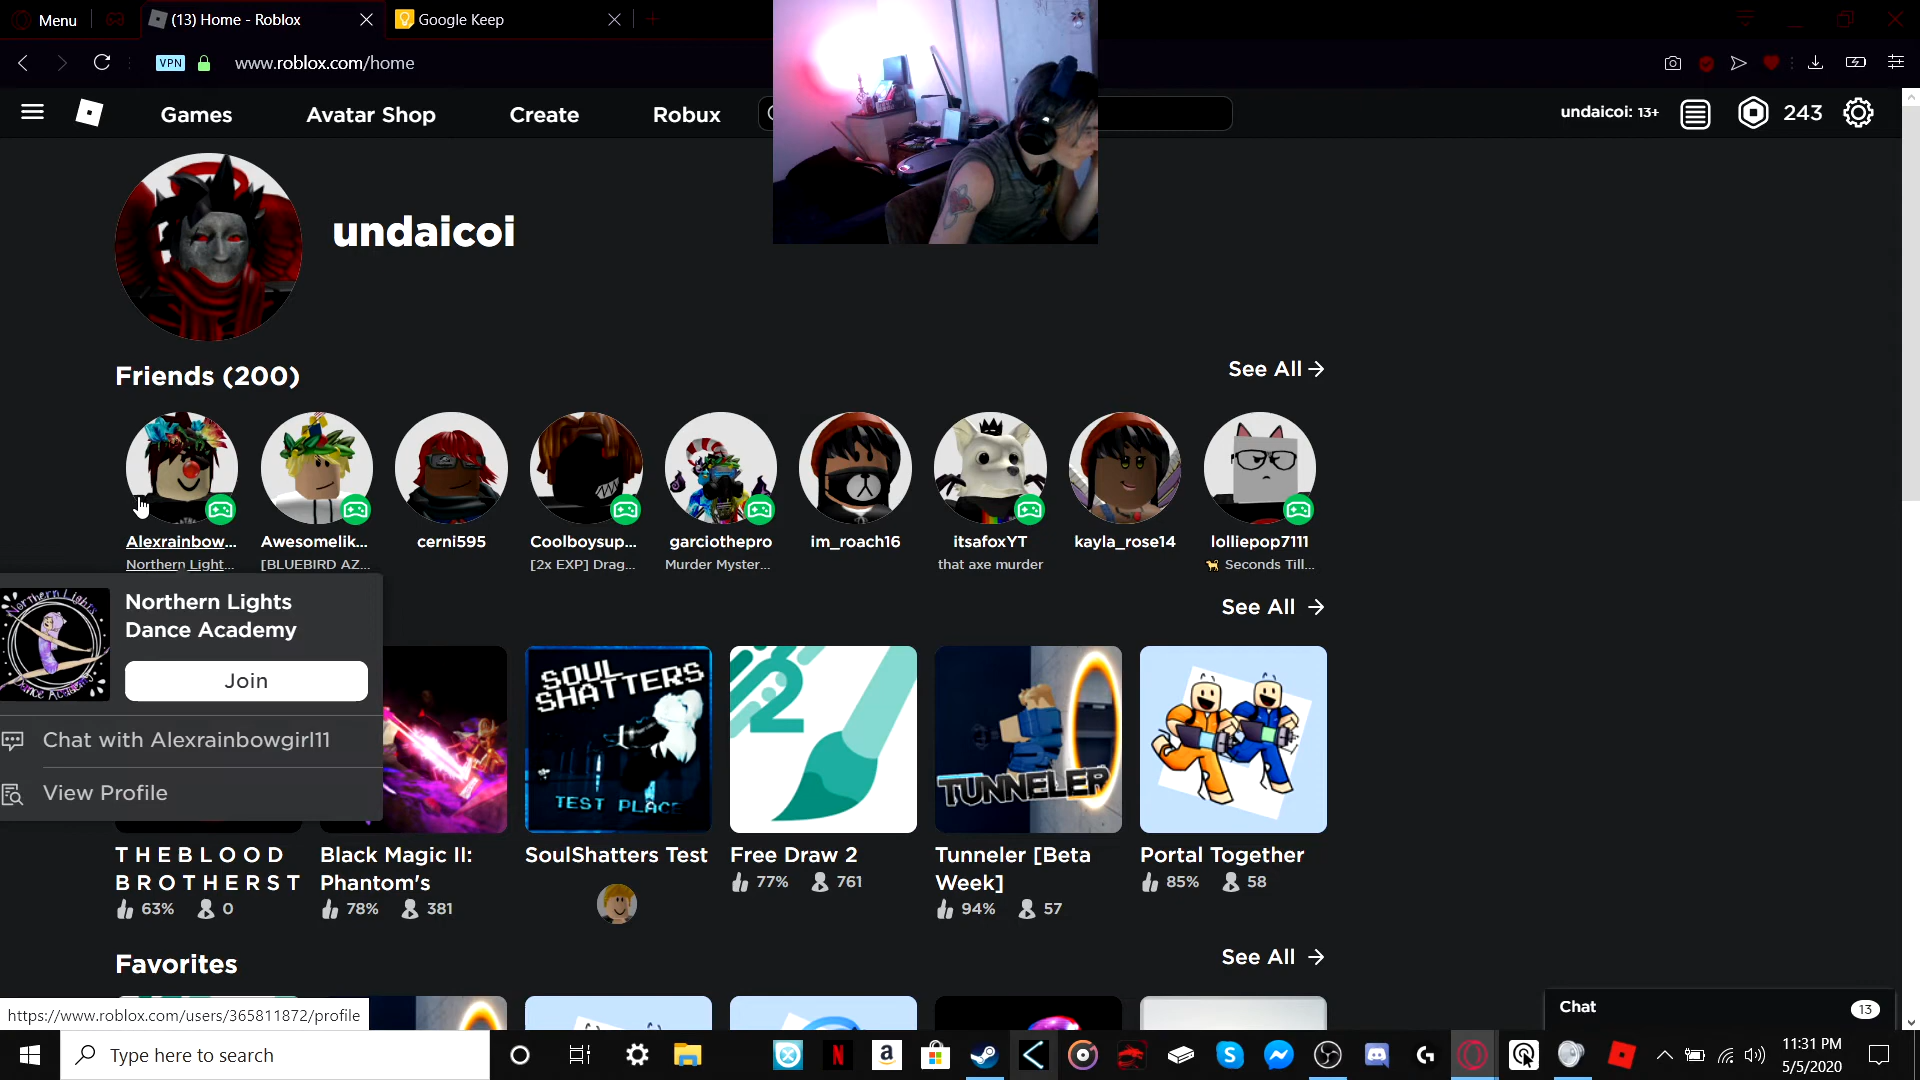 Menu
(13) Home - Roblox
Google Keep
VPN
www.roblox.com/home
Games
Avatar Shop
Create
Robux
undaicoi: 13+
243
undaicoi
Friends (200)
See All
Alexrainbow...
Northern Light...
Awesomelik...
[BLUEBIRD AZ...
cerni595
Coolboysup...
[2x EXP] Drag...
garciothepro
Murder Myster...
im_roach16
itsafoxYT
that axe murder
kayla_rose14
lolliepop7111
Seconds Till...
See All
Northern Lights
Dance Academy
Northern Lights
Dance Academy
Join
Chat with Alexrainbowgirl11
View Profile
SOUL
SHATTERS
TEST PLACE
2
TUNNELER
T H E B L O O D
B R O T H E R S T
63%
0
Black Magic II:
Phantom's
78%
381
SoulShatters Test
Free Draw 2
77%
761
Tunneler [Beta
Week]
94%
57
Portal Together
85%
58
Favorites
See All
https://www.roblox.com/users/365811872/profile
Chat
13
Type here to search
11:31 PM
5/5/2020